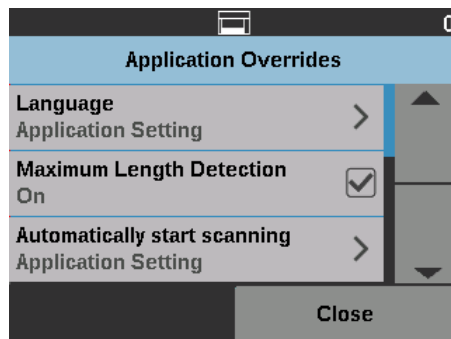 Application Overrides
Language
Application Setting
Maximum Length Detection
On
Automatically start scanning
Application Setting
Close